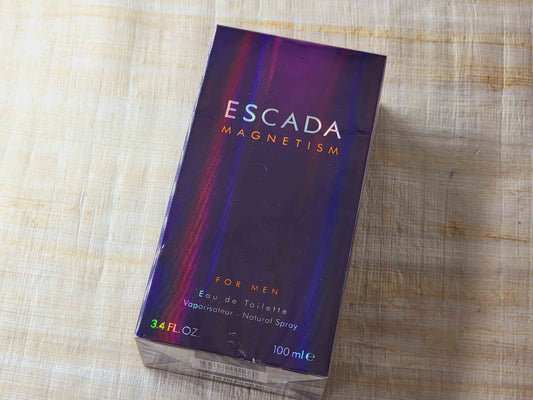 ESCADA
MAGNETISM
FOR MEN
Eau de Toilette
Vaporisateur - Natural Spray
3.4 FL. OZ.
100 ml ℮